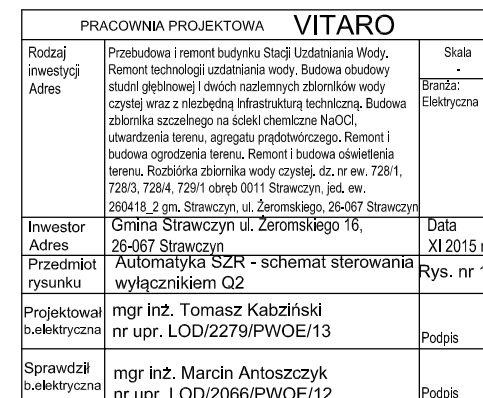 PRACOWNIA PROJEKTOWA VITARO
Rodzaj inwestycji Adres
Przebudowa i remont budynku Stacji Uzdatniania Wody.
Remont technologii uzdatniania wody. Budowa obudowy
studni głębinowej i dwóch nazlemnych zbiorników wody
czystej wraz z niezbędną infrastrukturą techniczną. Budowa
zbiornika szczelnego na ścieki chemiczne NaOCl,
utwardzenia terenu, agregatu prądotwórczego. Remont i
budowa ogrodzenia terenu. Remont i budowa oświetlenia
terenu. Rozbiórka zbiornika wody czystej. dz. nr ew. 728/1,
728/3, 728/4, 729/1 obręb 0011 Strawczyn, jed. ew.
260418_2 gm. Strawczyn, ul. Żeromskiego, 26-067 Strawczyn
Skala
-
Branża:
Elektryczna
Inwestor
Adres
Gmina Strawczyn ul. Żeromskiego 16,
26-067 Strawczyn
Data
XI 2015 r
Przedmiot
rysunku
Automatyka SZR - schemat sterowania
wyłącznikiem Q2
Rys. nr 1
Projektował
b.elektryczna
mgr inż. Tomasz Kabziński
nr upr. LOD/2279/PWOE/13
Podpis
Sprawdził
b.elektryczna
mgr inż. Marcin Antoszczyk
nr upr. LOD/2066/PWOE/12
Podpis